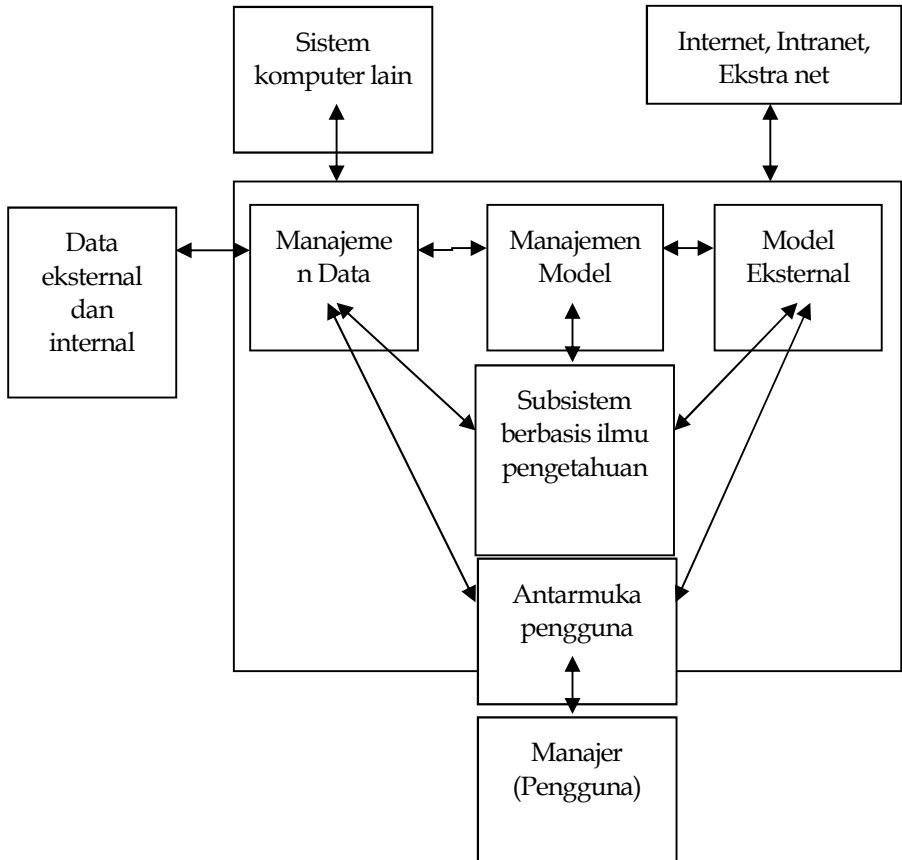 Sistem
komputer lain
Internet, Intranet,
Ekstra net
Data
eksternal
dan
internal
Manajeme
n Data
Manajemen
Model
Model
Eksternal
Subsistem
berbasis ilmu
pengetahuan
Antarmuka
pengguna
Manajer
(Pengguna)